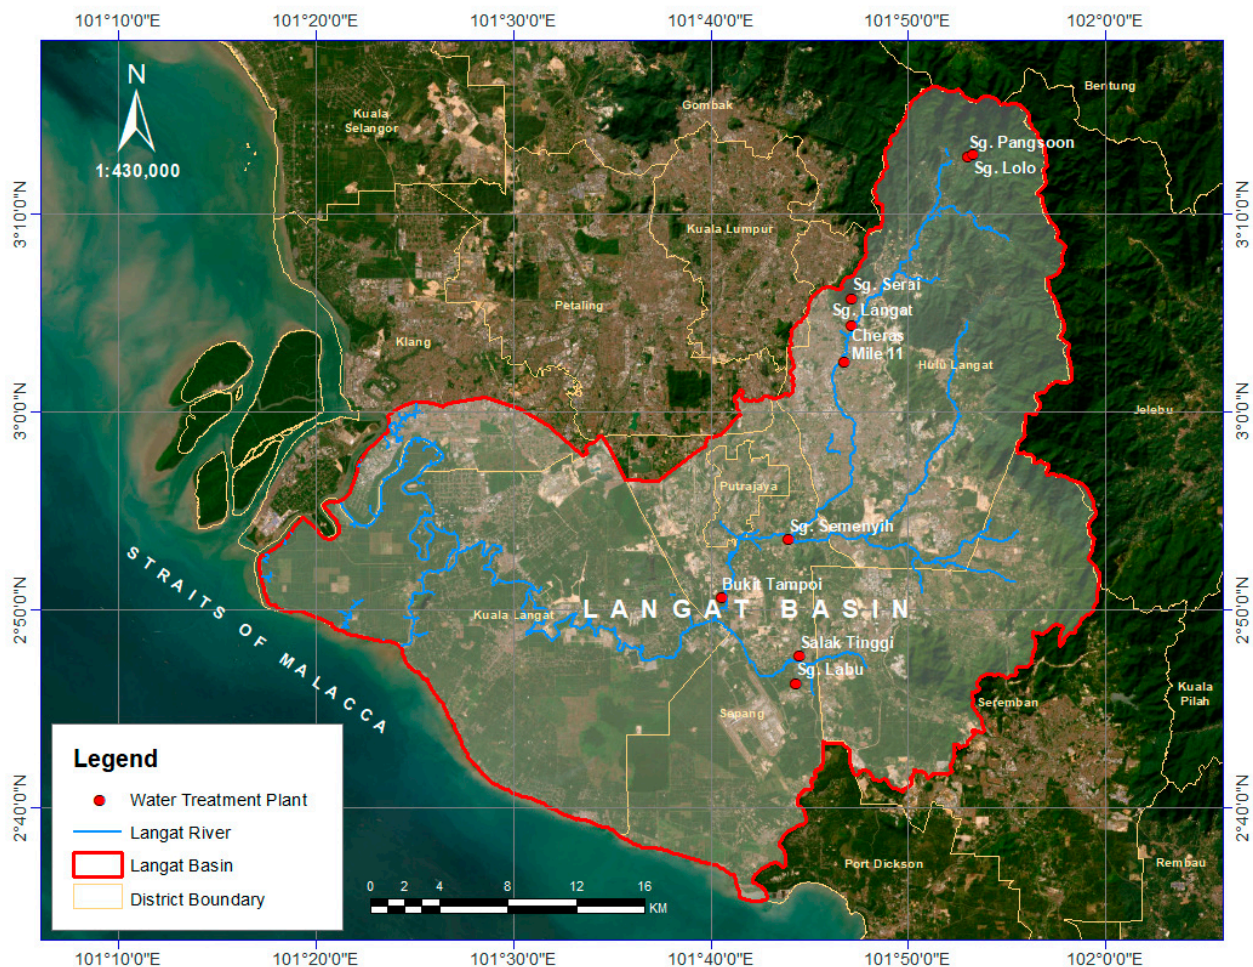 101°10'0"E 101°20'0"E 101°30'0"E 101°40'0"E 101°50'0"E 102°0'0"E
N
1:430,000
Bentung
Gombak
Kuala
Selangor
Sg. Pangsoon
Sg. Lolo
3°10'0"N 3°10'0"N
Kuala Lumpur
Sg. Serai
Petaling
Sg. Langat
Klang
Cheras
Mile 11
Hulu Langat
3°0'0"N 3°0'0"N
Jelebu
Putrajaya
Sg. Semenyih
STRAITS OF MALACCA
Bukit Tampoi
2°50'0"N 2°50'0"N
Kuala Langat
LANGAT BASIN
Salak Tinggi
Sg. Labu
Kuala
Pilah
Seremban
Sepang
Legend
Water Treatment Plant
Langat River
Langat Basin
District Boundary
2°40'0"N 2°40'0"N
Port Dickson
Rembau
0 2 4 8 12 16
KM
101°10'0"E 101°20'0"E 101°30'0"E 101°40'0"E 101°50'0"E 102°0'0"E